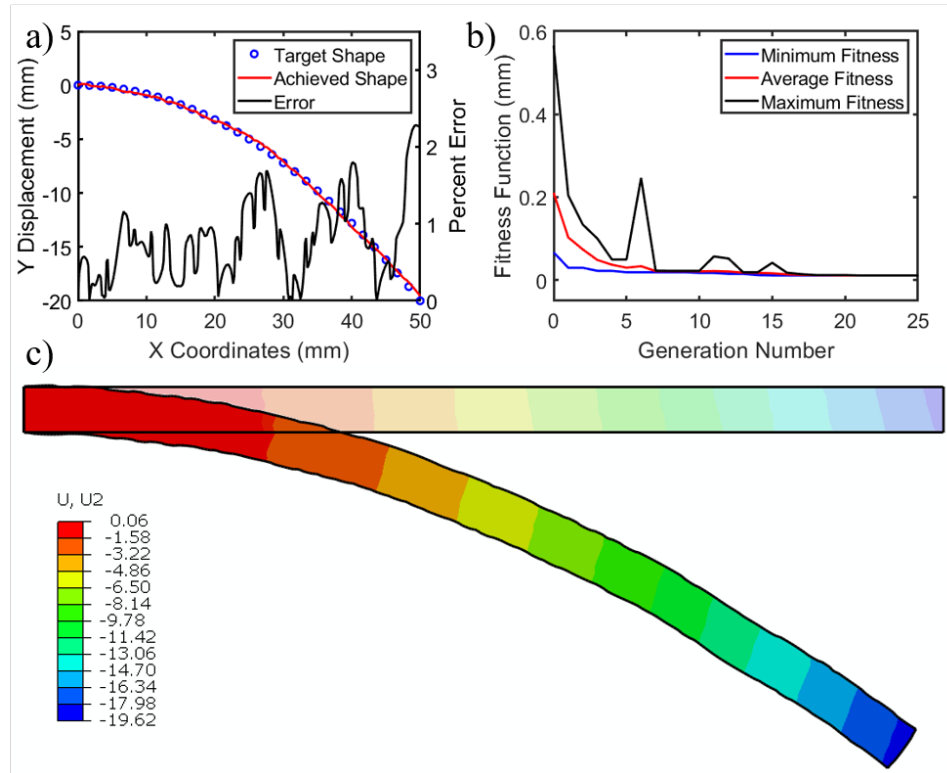 a)
5
0
-5
-10
-15
-20
Y Displacement (mm)
Target Shape
Achieved Shape
Error
3
2
1
0
Percent Error
0 10 20 30 40 50
X Coordinates (mm)
b)
0.6
0.4
0.2
0
Fitness Function (mm)
Minimum Fitness
Average Fitness
Maximum Fitness
0 5 10 15 20 25
Generation Number
c)
U, U2
0.06
-1.58
-3.22
-4.86
-6.50
-8.14
-9.78
-11.42
-13.06
-14.70
-16.34
-17.98
-19.62